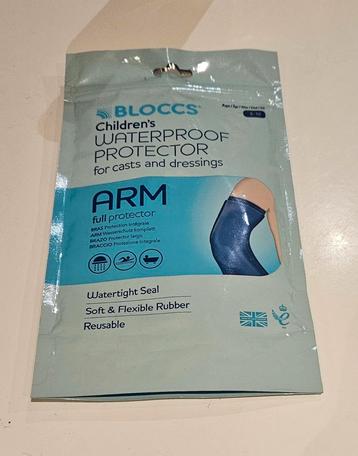 BLOCCS®
Children's
WATERPROOF
PROTECTOR
for casts and dressings
ARM
full protector
BRAS Protection Intégrale
ARM Wasserschutz komplett
BRAZO Protector largo
BRACCIO Protezione Integrale
Watertight Seal
Soft & Flexible Rubber
Reusable